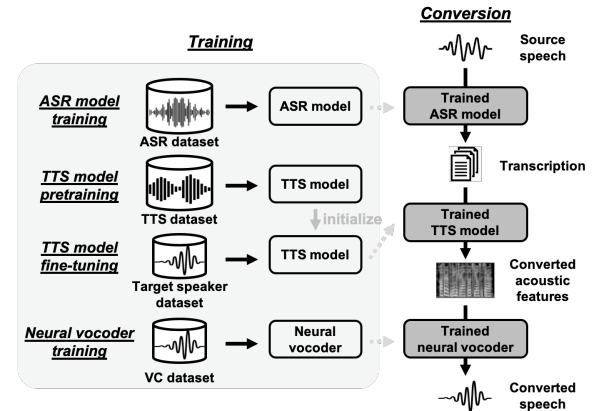 Training
ASR model
training
ASR dataset
ASR model
TTS model
pretraining
TTS dataset
TTS model
initialize
TTS model
fine-tuning
Target speaker
dataset
TTS model
Neural vocoder
training
VC dataset
Neural
vocoder
Conversion
Source
speech
Trained
ASR model
Transcription
Trained
TTS model
Converted
acoustic
features
Trained
neural vocoder
Converted
speech